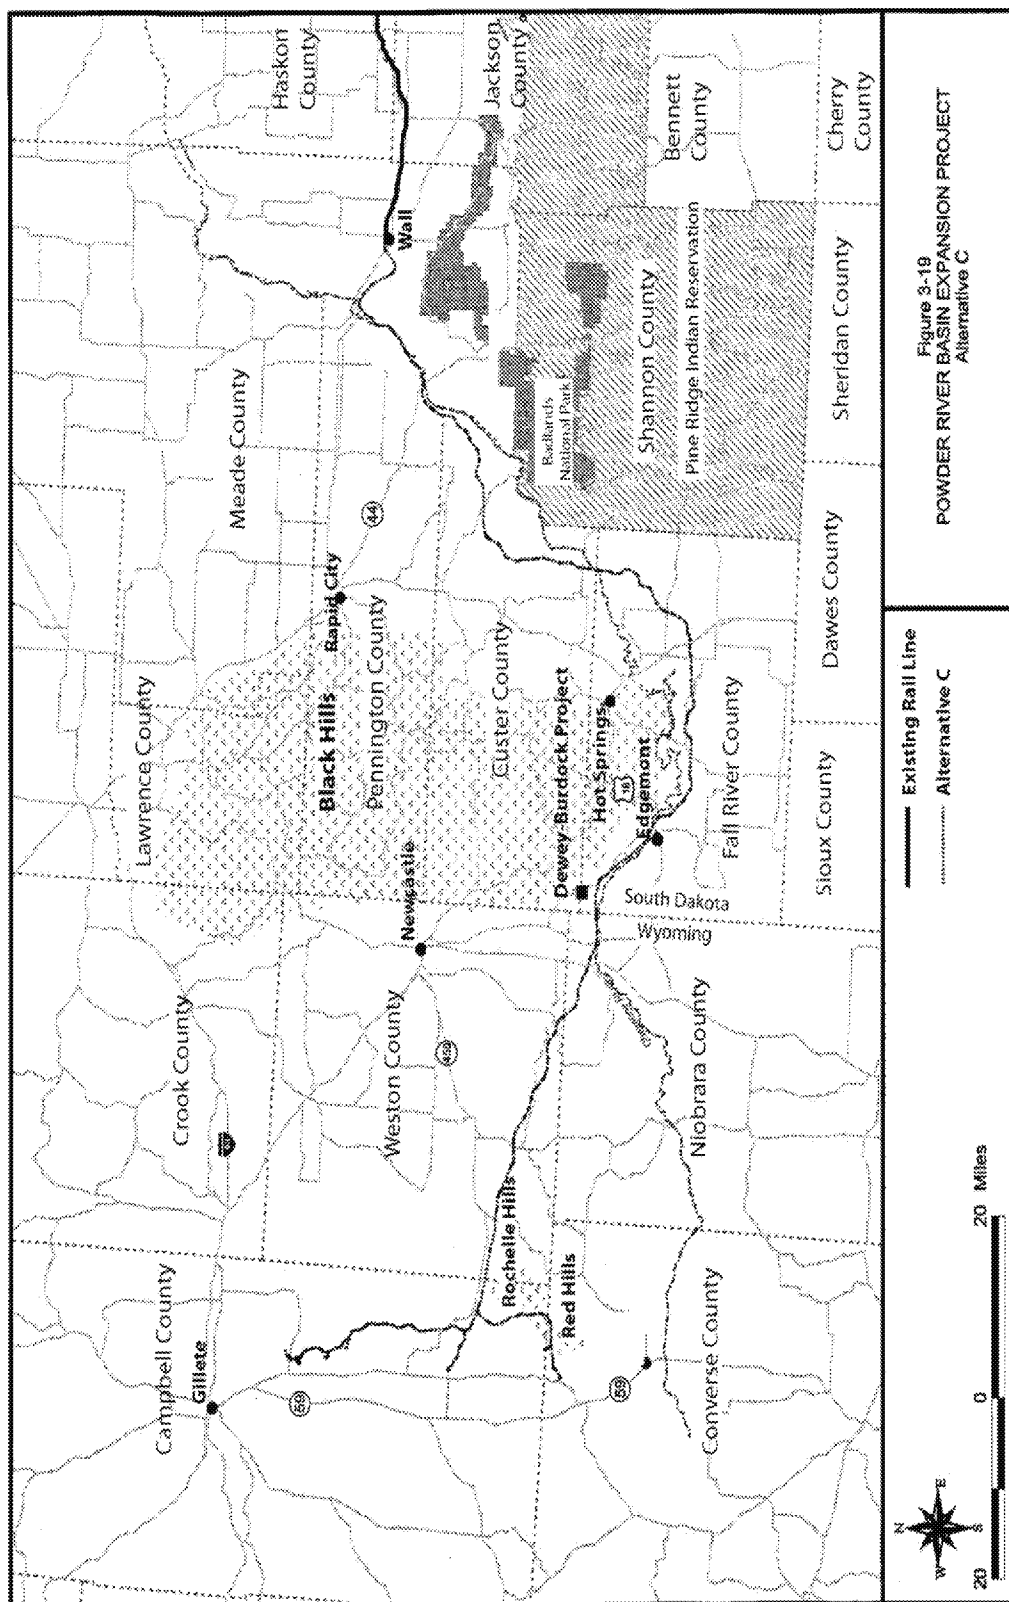 Haskon
County
Jackson
County
Bennett
County
Cherry
County
Wall
Meade County
Badlands
National Park
Shannon County
Pine Ridge Indian Reservation
Sheridan County
44
Rapid City
Lawrence County
Black Hills
Pennington County
Custer County
Dewey-Burdock Project
Hot Springs
18
Edgemont
Fall River County
Dawes County
Sioux County
Newcastle
South Dakota
Wyoming
Crook County
Weston County
450
Niobrara County
Rochelle Hills
Red Hills
Campbell County
Gillete
59
59
Converse County
Figure 3-19
POWDER RIVER BASIN EXPANSION PROJECT
Alternative C
Existing Rail Line
Alternative C
N
E
S
W
20
0
20 Miles